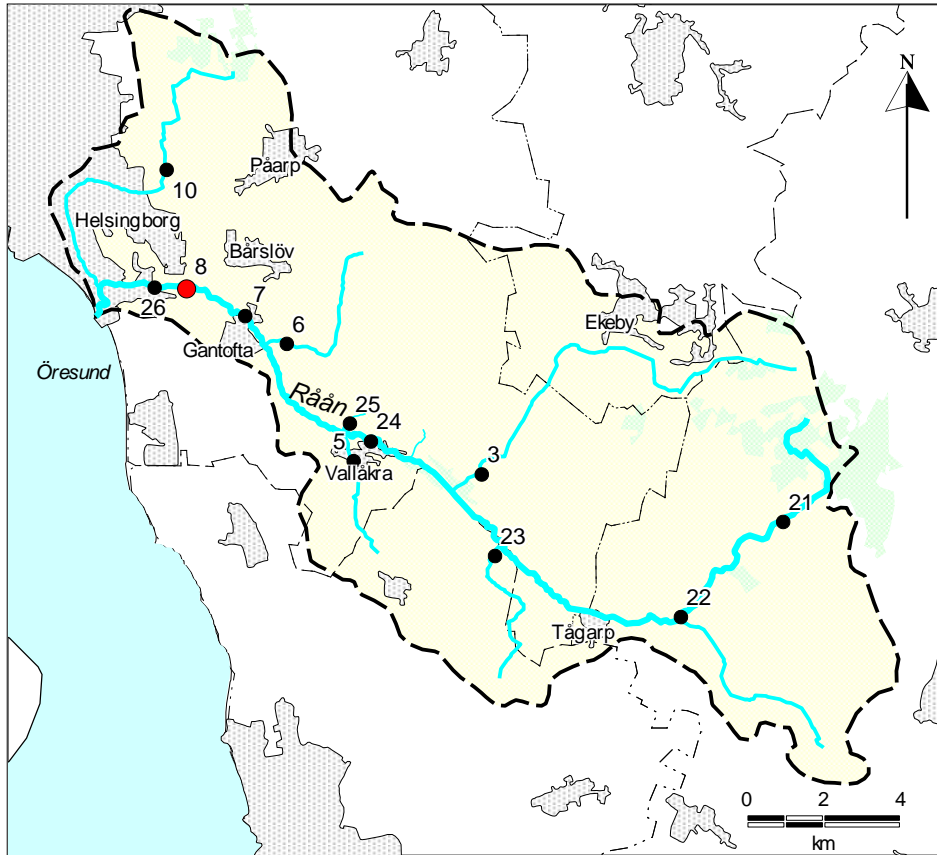 N
Påarp
10
Helsingborg
Bårslöv
8
7
26
6
Ekeby
Gantofta
Öresund
Råån
25
24
5
3
Vallåkra
21
23
22
Tågarp
0 2 4
km